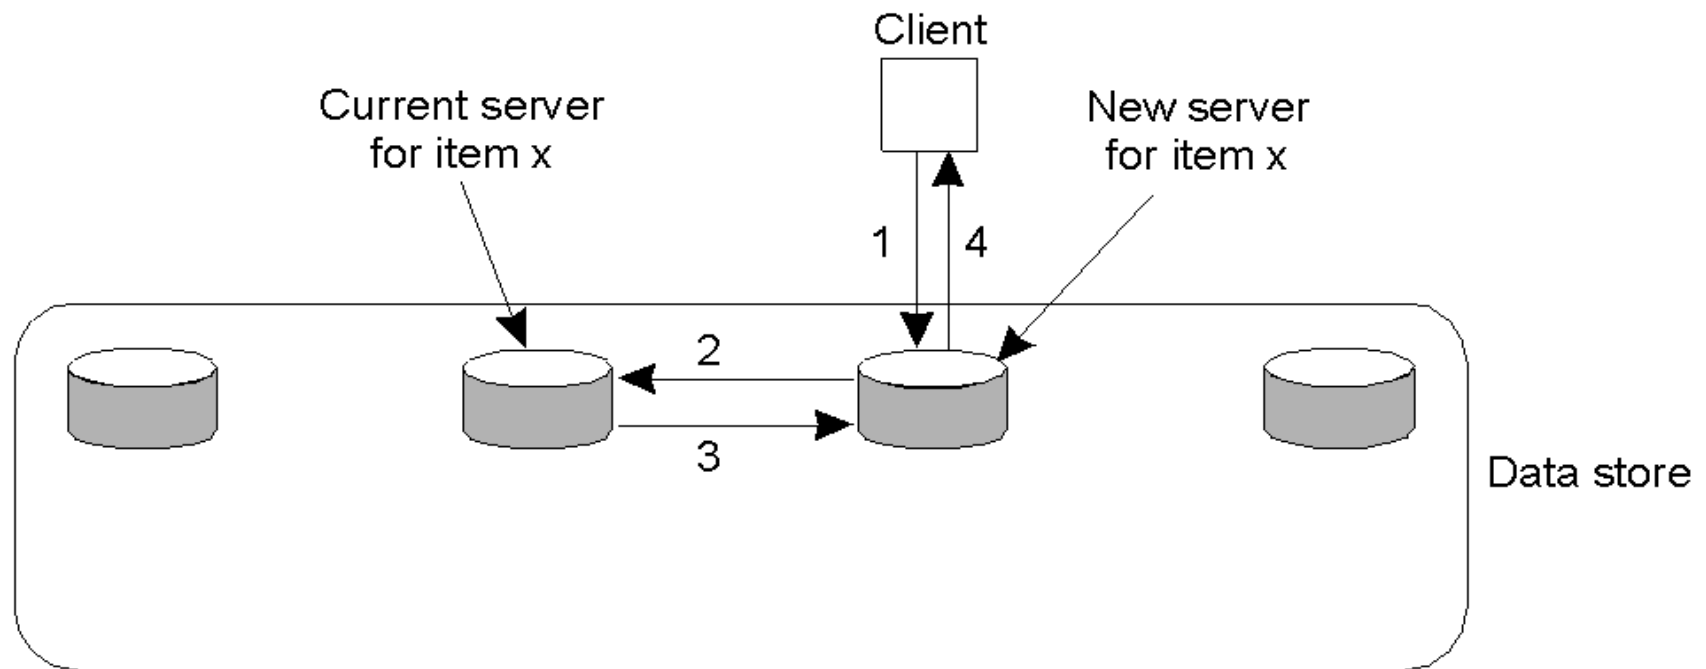 Client
Current server
for item x
New server
for item x
1
4
2
3
Data store